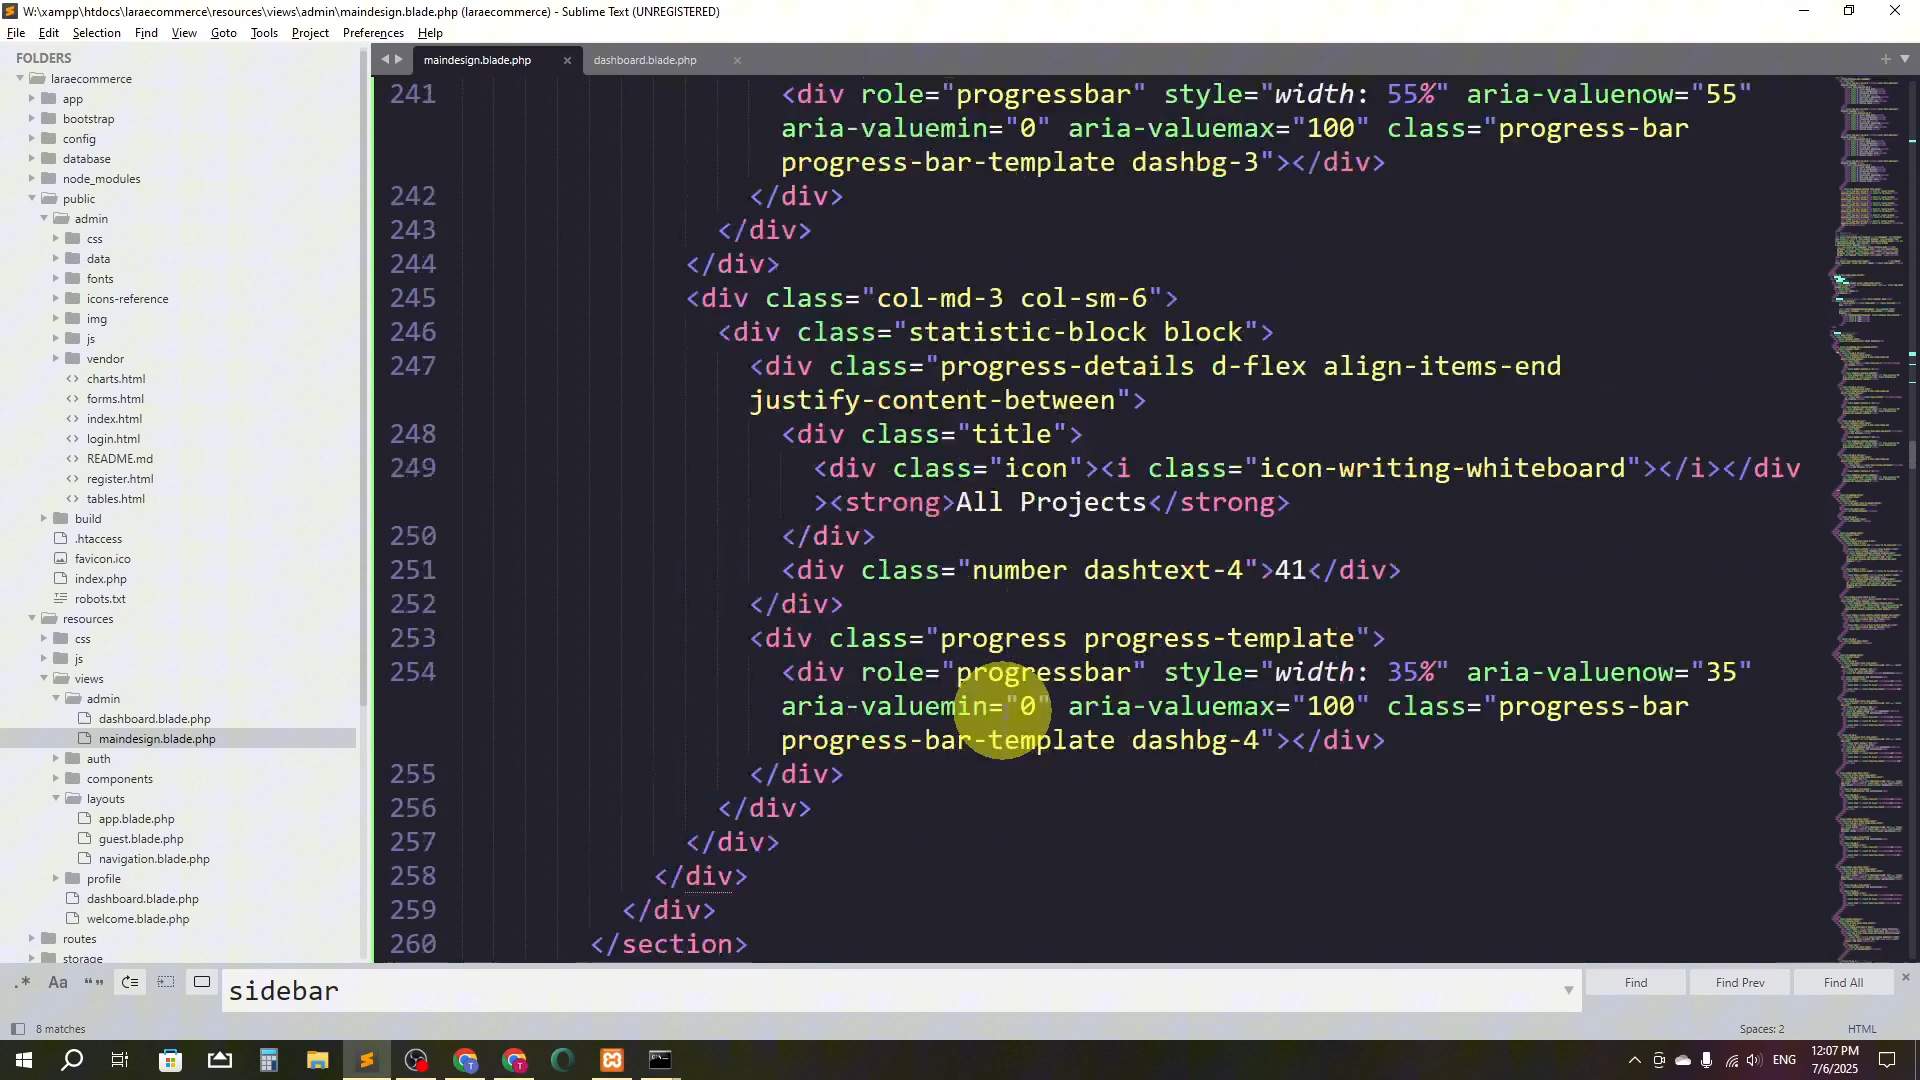 W:\xampp\htdocs\laraecommerce\resources\views\admin\maindesign.blade.php (laraecommerce) - Sublime Text (UNREGISTERED)
File Edit Selection Find View Goto Tools Project Preferences Help
FOLDERS
laraecommerce
app
bootstrap
config
database
node_modules
public
admin
css
data
fonts
icons-reference
img
js
vendor
charts.html
forms.html
index.html
login.html
README.md
register.html
tables.html
build
.htaccess
favicon.ico
index.php
robots.txt
resources
css
js
views
admin
dashboard.blade.php
maindesign.blade.php
auth
components
layouts
app.blade.php
guest.blade.php
navigation.blade.php
profile
dashboard.blade.php
welcome.blade.php
routes
storage
maindesign.blade.php
dashboard.blade.php
241 <div role="progressbar" style="width: 55%" aria-valuenow="55"
aria-valuemin="0" aria-valuemax="100" class="progress-bar
progress-bar-template dashbg-3"></div>
242 </div>
243 </div>
244 </div>
245 <div class="col-md-3 col-sm-6">
246 <div class="statistic-block block">
247 <div class="progress-details d-flex align-items-end
justify-content-between">
248 <div class="title">
249 <div class="icon"><i class="icon-writing-whiteboard"></i></div
><strong>All Projects</strong>
250 </div>
251 <div class="number dashtext-4">41</div>
252 </div>
253 <div class="progress progress-template">
254 <div role="progressbar" style="width: 35%" aria-valuenow="35"
aria-valuemin="0" aria-valuemax="100" class="progress-bar
progress-bar-template dashbg-4"></div>
255 </div>
256 </div>
257 </div>
258 </div>
259 </div>
260 </section>
.* Aa “” sidebar Find Find Prev Find All
8 matches Spaces: 2 HTML
ENG 12:07 PM
7/6/2025